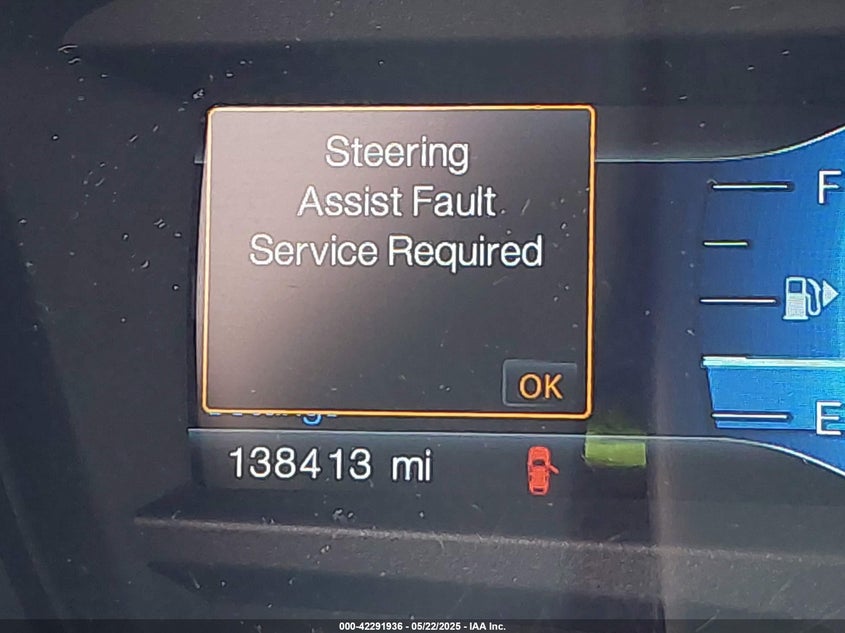 Steering
Assist Fault
Service Required
OK
F
E
138413 mi
000-42291936 - 05/22/2025 - IAA Inc.